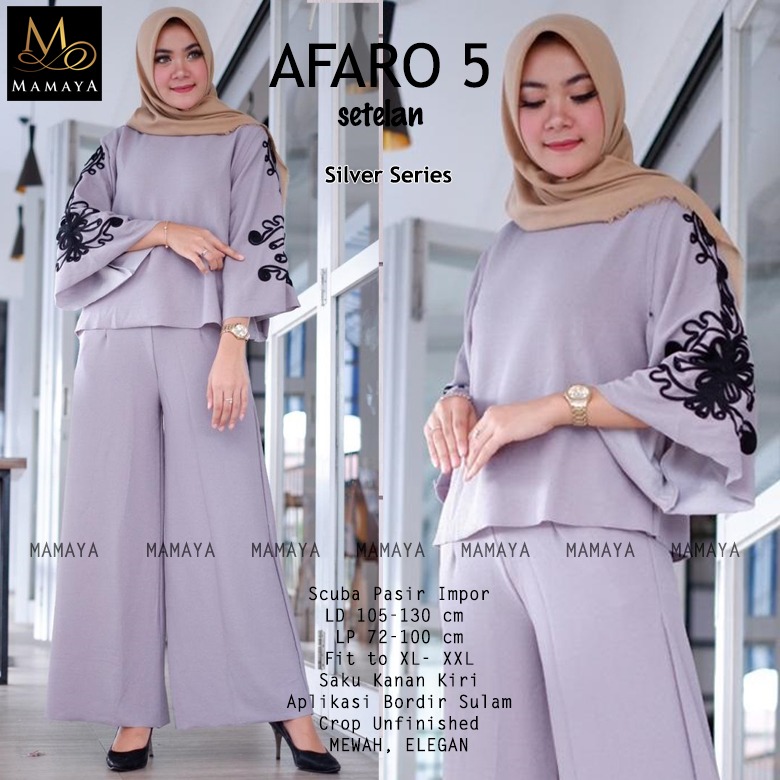 M
MAMAYA
AFARO 5
setelan
Silver Series
MAMAYA MAMAYA MAMAYA MAMAYA MAMAYA MAMAYA MAMAYA
Scuba Pasir Impor
LD 105-130 cm
LP 72-100 cm
Fit to XL- XXL
Saku Kanan Kiri
Aplikasi Bordir Sulam
Crop Unfinished
MEWAH, ELEGAN